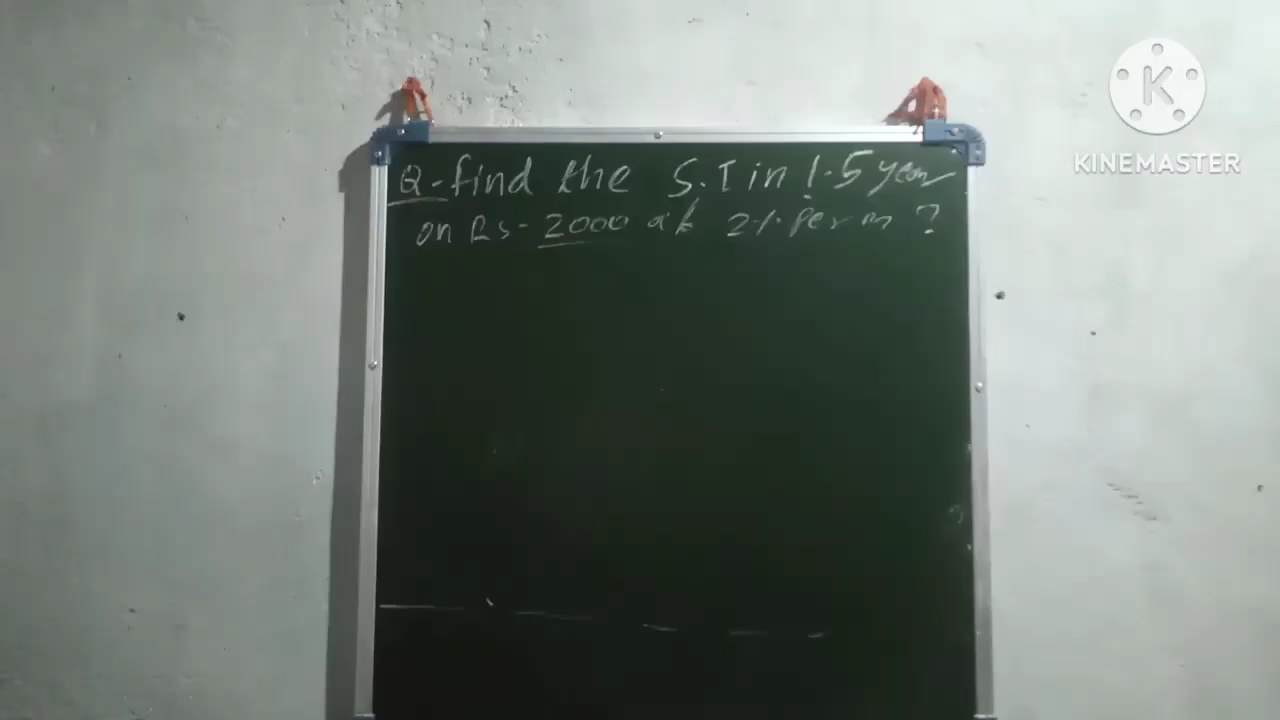 Q- find the S.I in 1.5 year
on Rs- 2000 at 2% per m ?
K
KINEMASTER